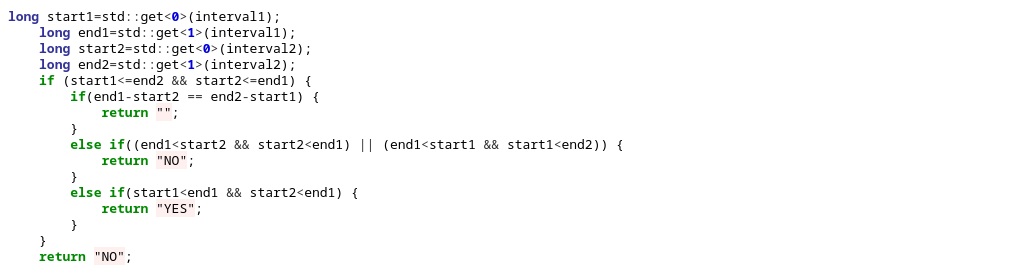 long start1=std::get<0>(interval1);
    long end1=std::get<1>(interval1);
    long start2=std::get<0>(interval2);
    long end2=std::get<1>(interval2);
    if (start1<=end2 && start2<=end1) {
        if(end1-start2 == end2-start1) {
            return "";
        }
        else if((end1<start2 && start2<end1) || (end1<start1 && start1<end2)) {
            return "NO";
        }
        else if(start1<end1 && start2<end1) {
            return "YES";
        }
    }
    return "NO";